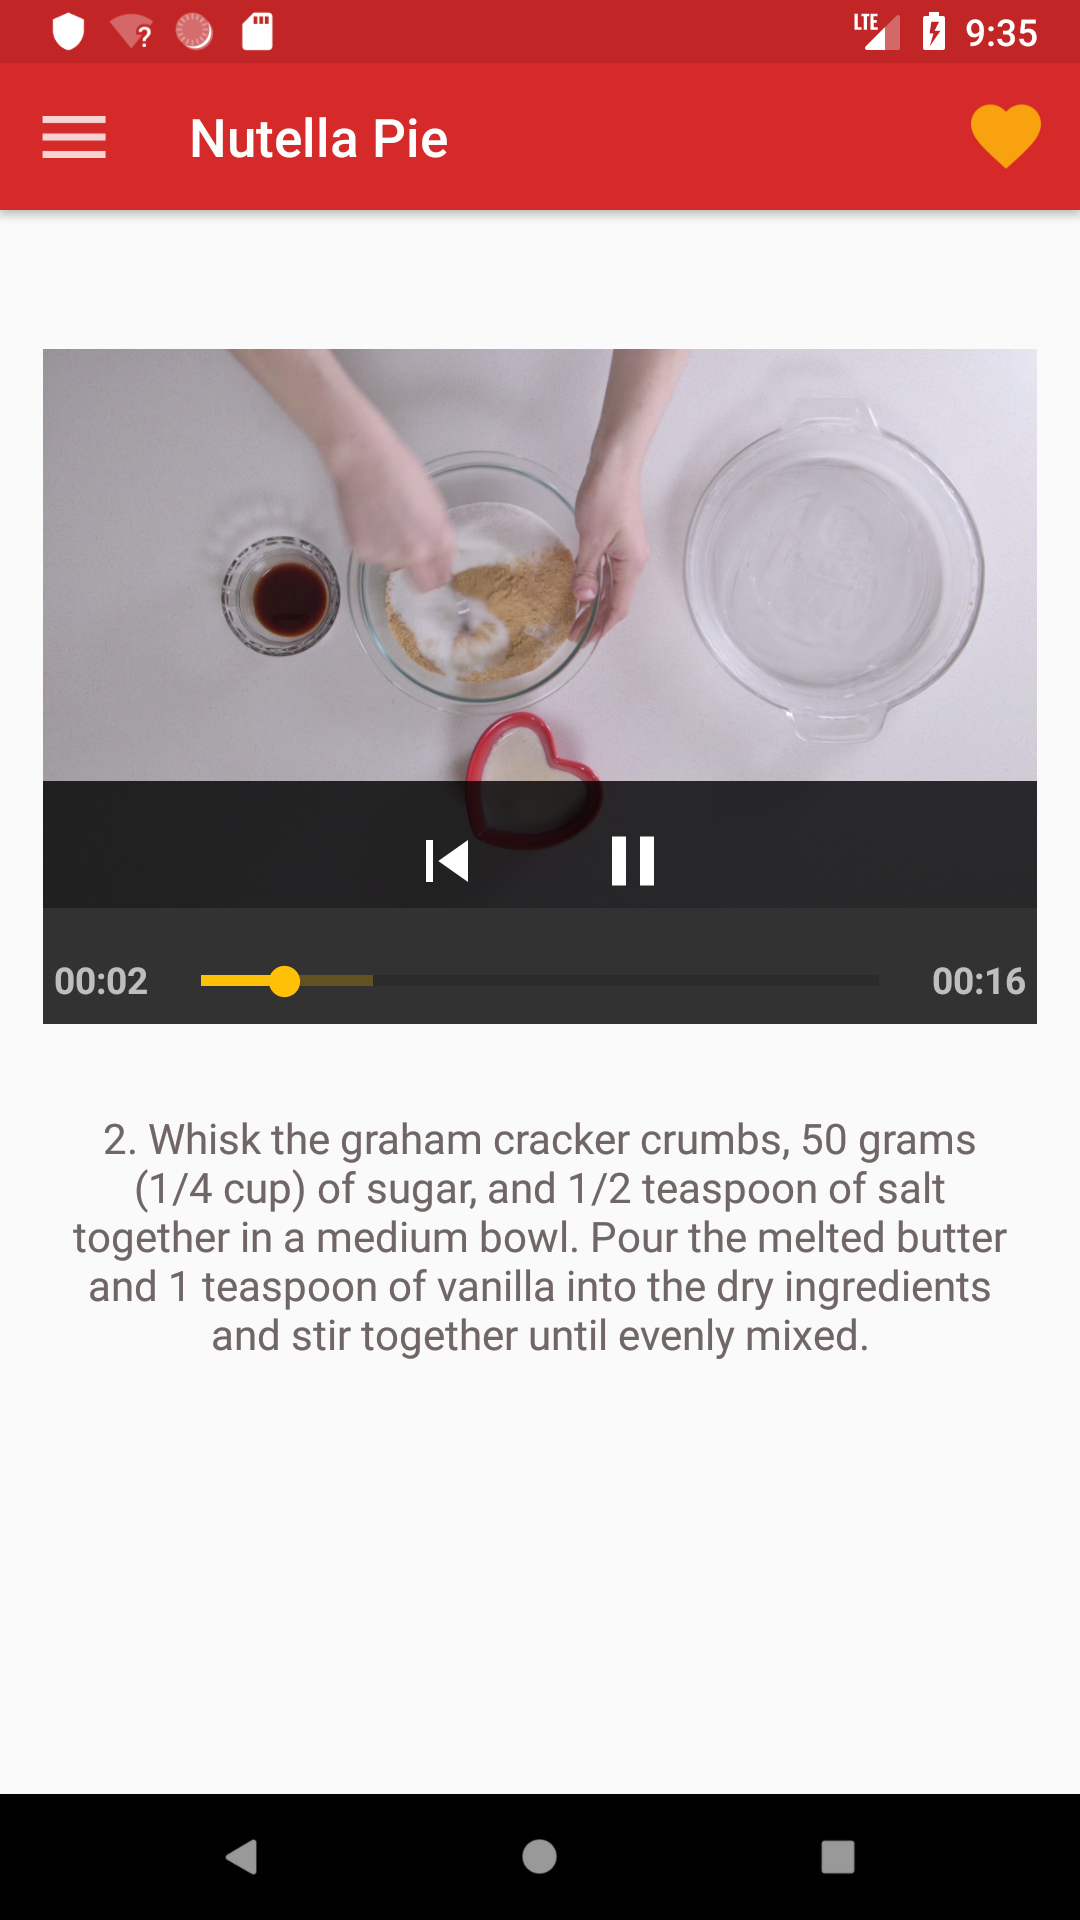 LTE 9:35
Nutella Pie
00:02 00:16
2. Whisk the graham cracker crumbs, 50 grams
(1/4 cup) of sugar, and 1/2 teaspoon of salt
together in a medium bowl. Pour the melted butter
and 1 teaspoon of vanilla into the dry ingredients
and stir together until evenly mixed.